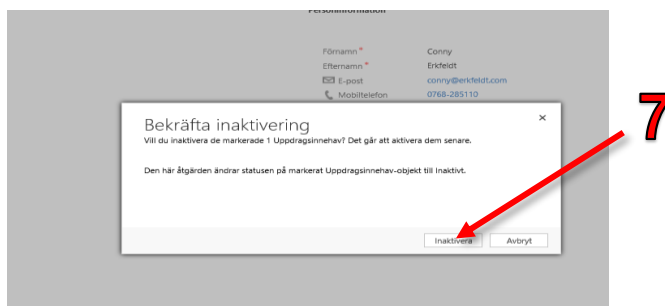 Personinformation
Förnamn * Conny
Efternamn * Erkfeldt
E-post conny@erkfeldt.com
Mobiltelefon 0768-285110
Bekräfta inaktivering ×
Vill du inaktivera de markerade 1 Uppdragsinnehav? Det går att aktivera dem senare.
Den här åtgärden ändrar statusen på markerat Uppdragsinnehav-objekt till Inaktivt.
Inaktivera Avbryt
7